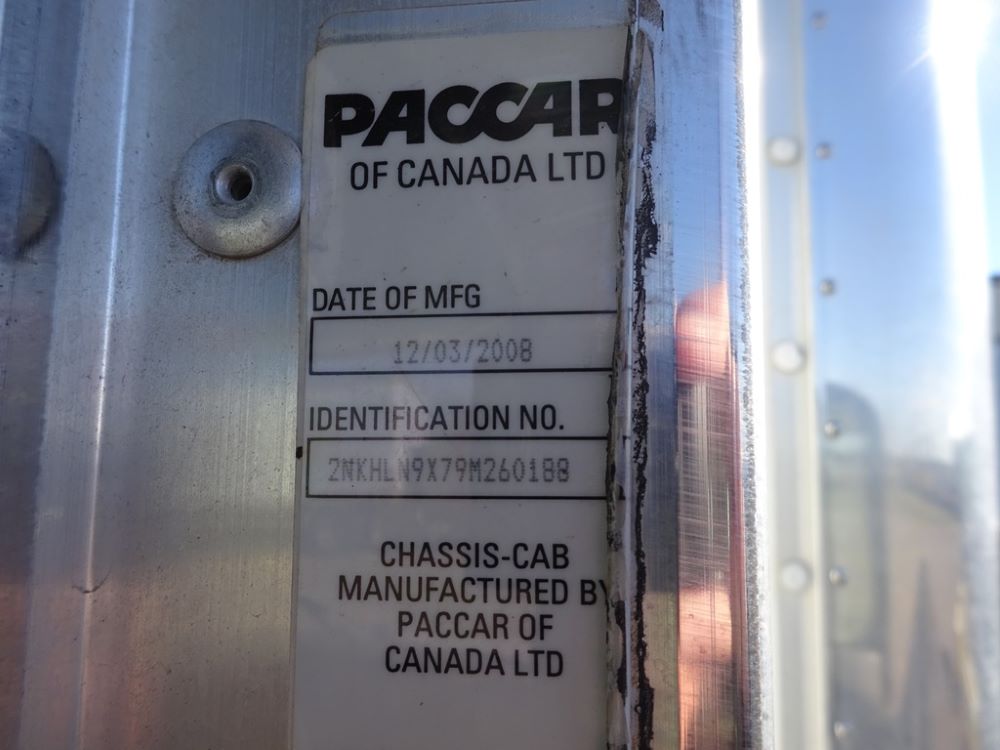 PACCAR
OF CANADA LTD
DATE OF MFG
12/03/2008
IDENTIFICATION NO.
2NKHLN9X79M260188
CHASSIS-CAB
MANUFACTURED BY
PACCAR OF
CANADA LTD